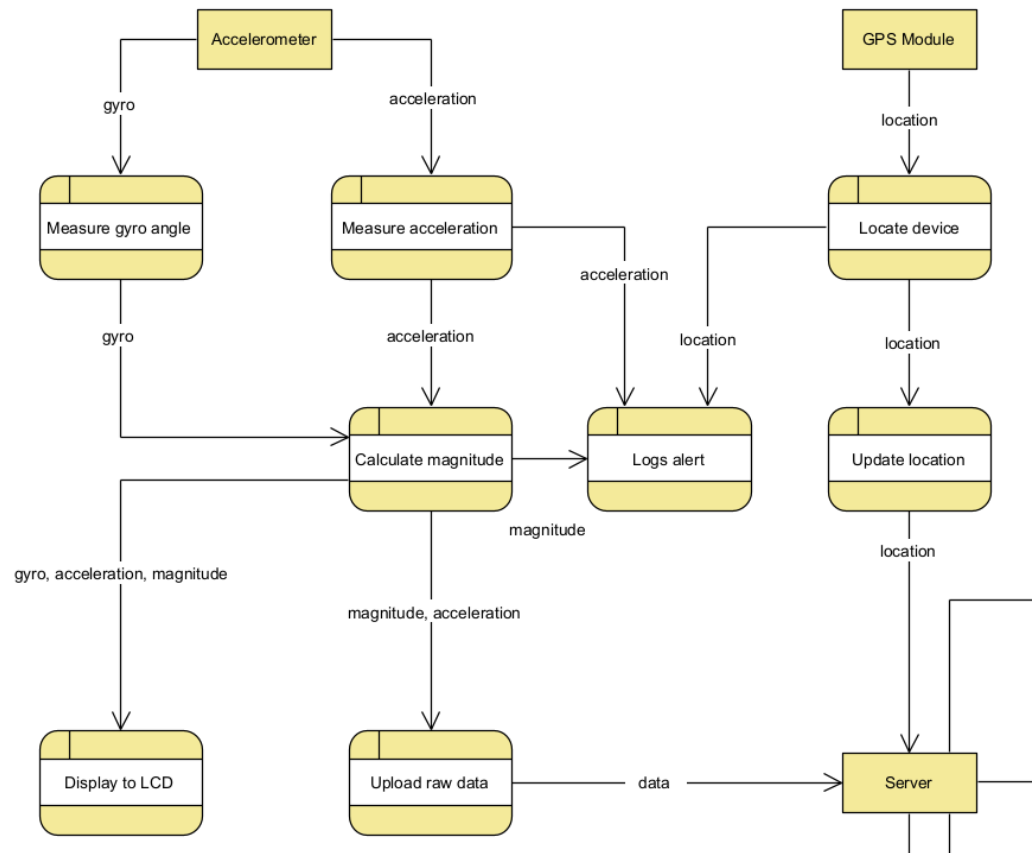 Accelerometer
GPS Module
gyro
acceleration
location
Measure gyro angle
Measure acceleration
Locate device
acceleration
gyro
acceleration
location
location
Calculate magnitude
Logs alert
Update location
magnitude
location
gyro, acceleration, magnitude
magnitude, acceleration
Display to LCD
Upload raw data
data
Server